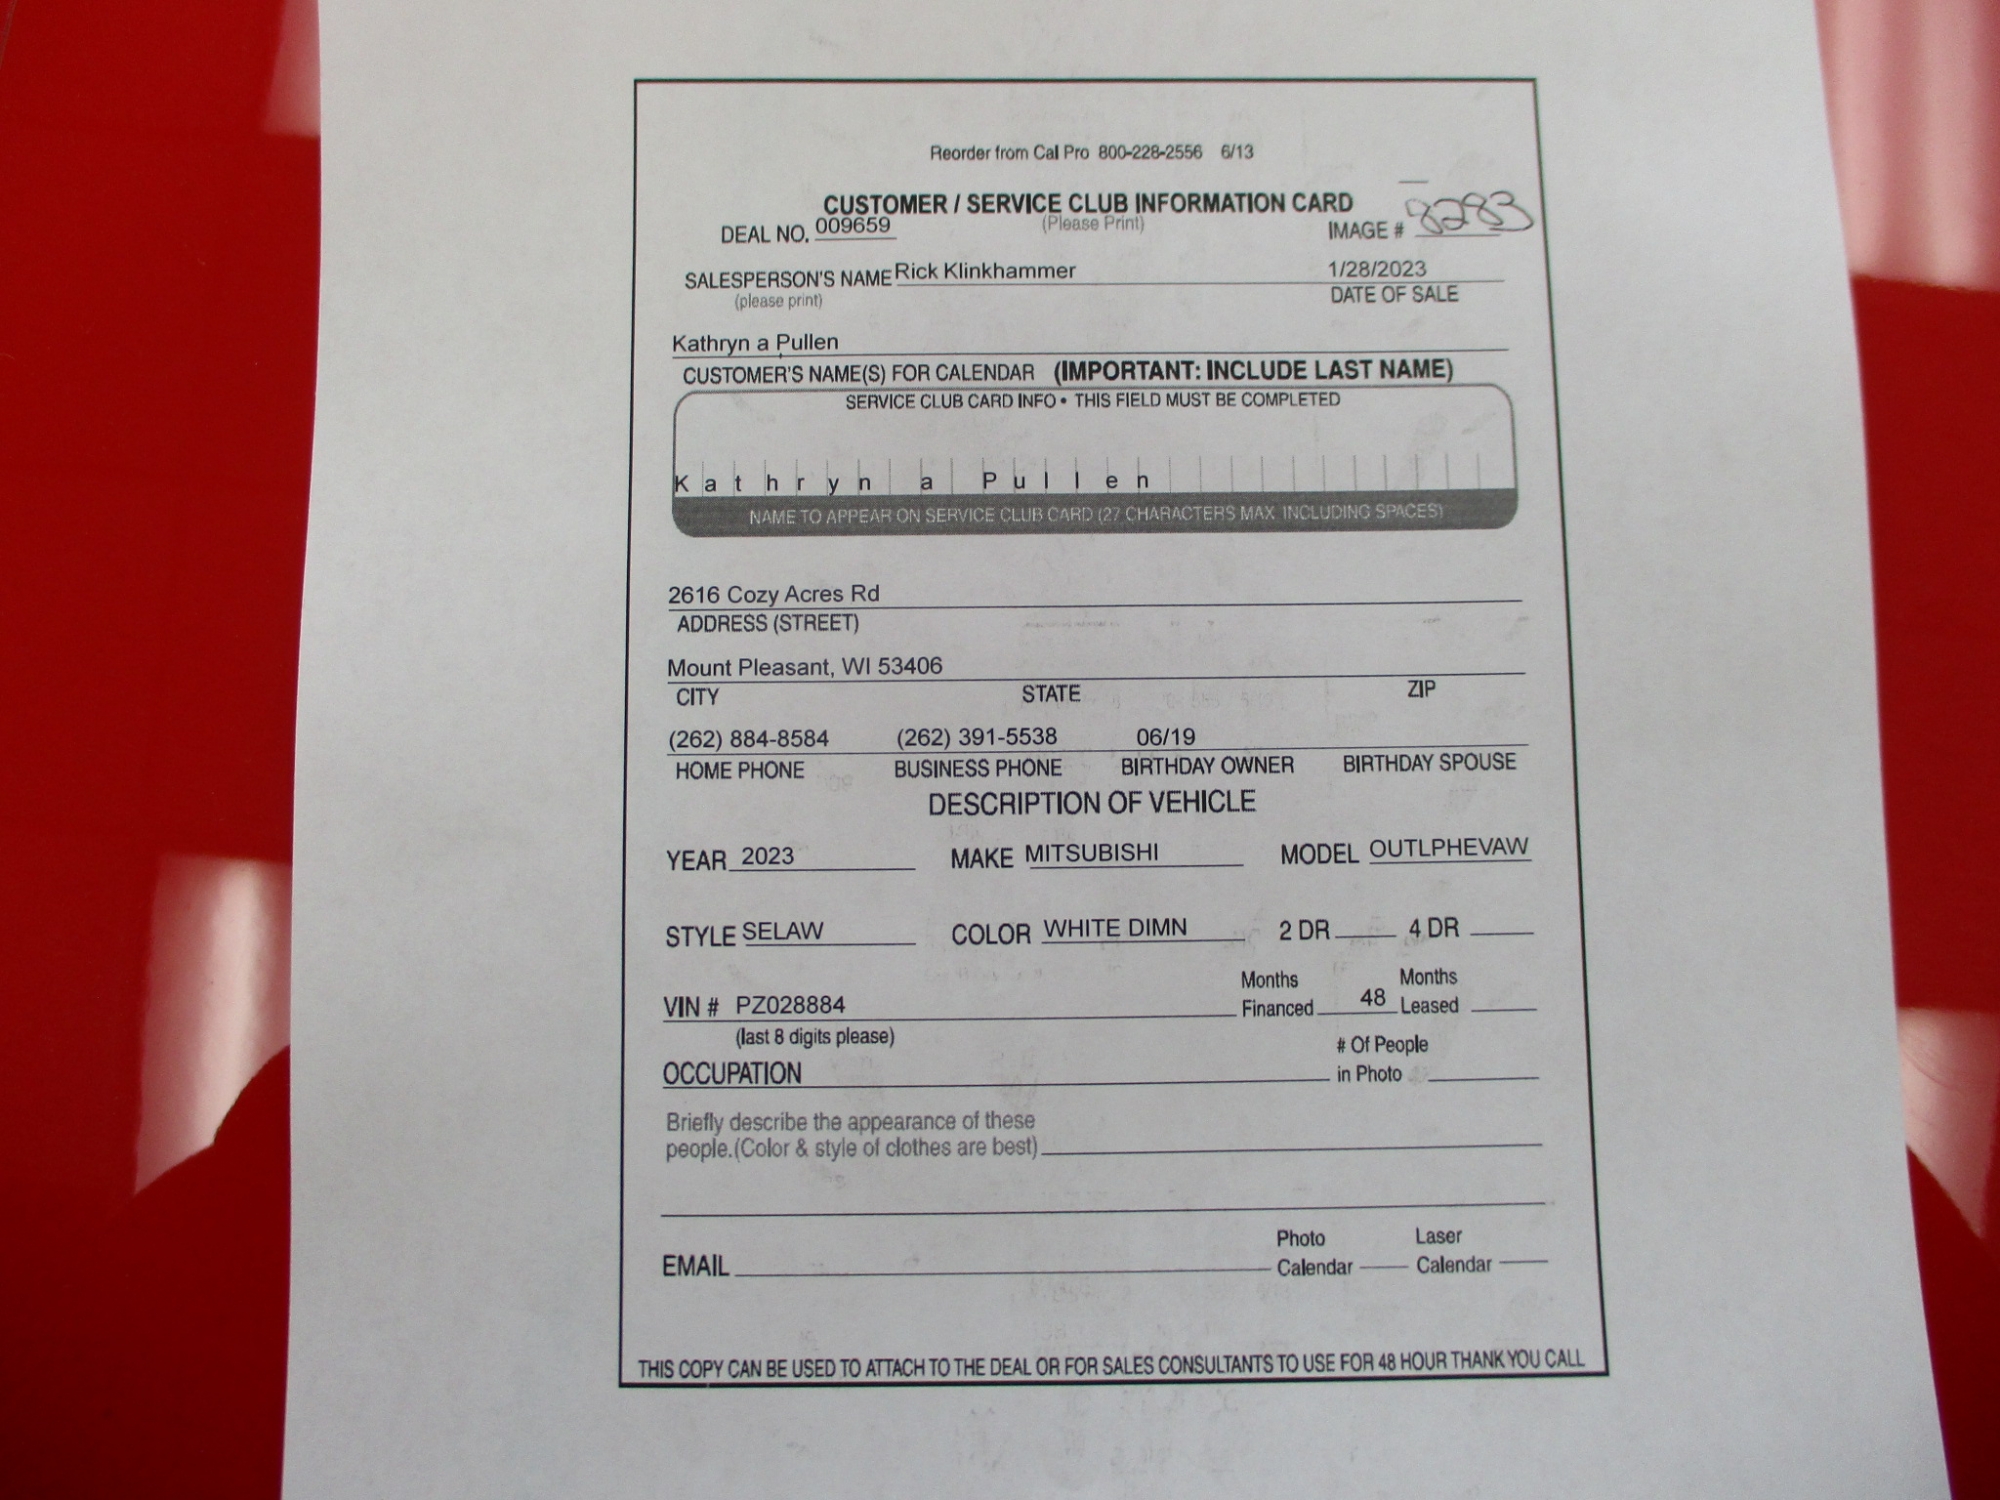 Reorder from Cal Pro 800-228-2556 6/13
CUSTOMER / SERVICE CLUB INFORMATION CARD
(Please Print)
DEAL NO. 009659 IMAGE # 8283
SALESPERSON'S NAME Rick Klinkhammer 1/28/2023
(please print) DATE OF SALE
Kathryn a Pullen
CUSTOMER'S NAME(S) FOR CALENDAR (IMPORTANT: INCLUDE LAST NAME)
SERVICE CLUB CARD INFO • THIS FIELD MUST BE COMPLETED
K a t h r y n a P u l l e n
NAME TO APPEAR ON SERVICE CLUB CARD (27 CHARACTERS MAX INCLUDING SPACES)
2616 Cozy Acres Rd
ADDRESS (STREET)
Mount Pleasant, WI 53406
CITY STATE ZIP
(262) 884-8584 (262) 391-5538 06/19
HOME PHONE BUSINESS PHONE BIRTHDAY OWNER BIRTHDAY SPOUSE
DESCRIPTION OF VEHICLE
YEAR 2023 MAKE MITSUBISHI MODEL OUTLPHEVAW
STYLE SELAW COLOR WHITE DIMN 2 DR 4 DR
Months Months
VIN # PZ028884 Financed 48 Leased
(last 8 digits please)
# Of People
OCCUPATION in Photo
Briefly describe the appearance of these
people.(Color & style of clothes are best)
Photo Laser
EMAIL Calendar Calendar
THIS COPY CAN BE USED TO ATTACH TO THE DEAL OR FOR SALES CONSULTANTS TO USE FOR 48 HOUR THANK YOU CALL